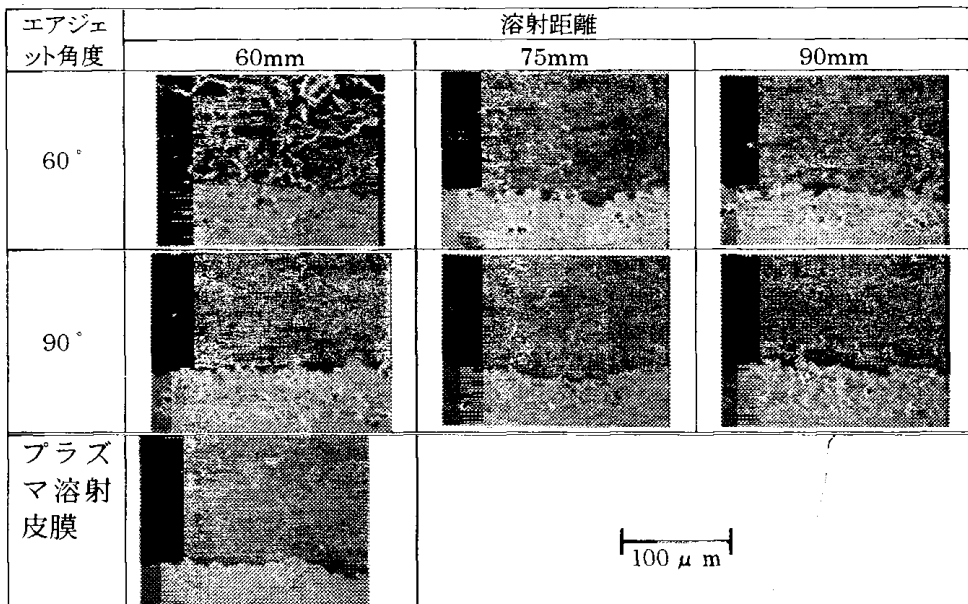 エアジェ
ット角度
溶射距離
60mm
75mm
90mm
60°
90°
プラズ
マ溶射
皮膜
100 μ m